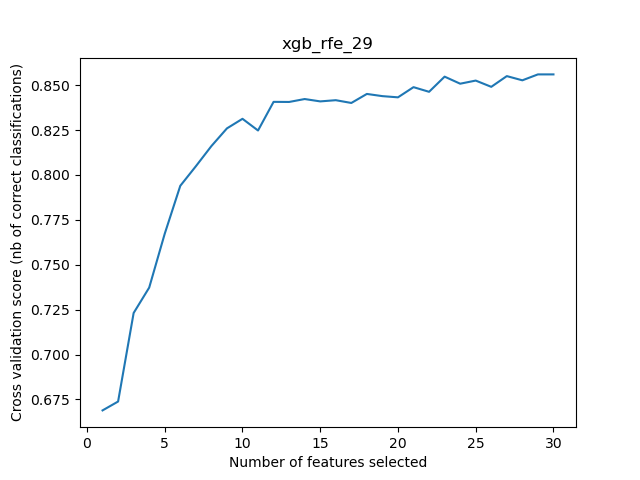 xgb_rfe_29
Cross validation score (nb of correct classifications)
0.850
0.825
0.800
0.775
0.750
0.725
0.700
0.675
0 5 10 15 20 25 30
Number of features selected